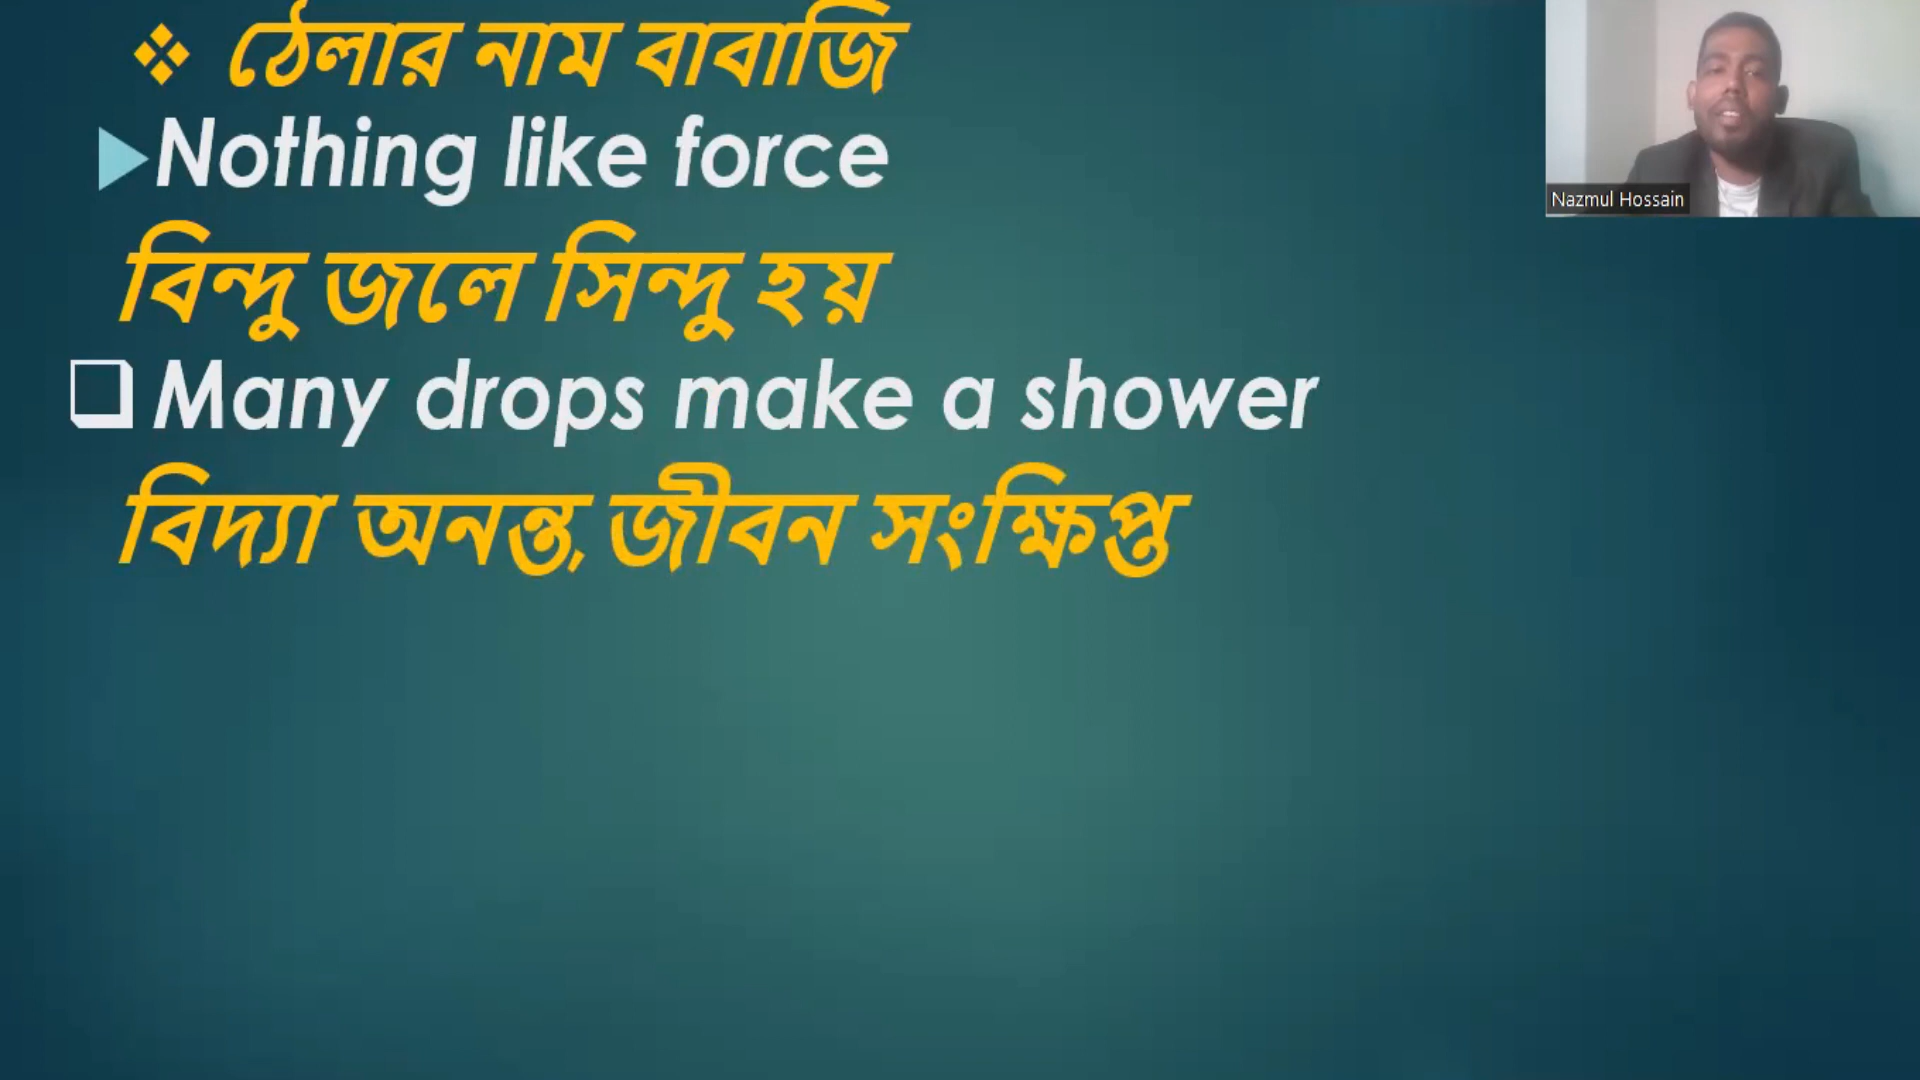 ঠেলার নাম বাবাজি
Nothing like force
Nazmul Hossain
বিন্দু জলে সিন্দু হয়
Many drops make a shower
বিদ্যা অনন্ত, জীবন সংক্ষিপ্ত